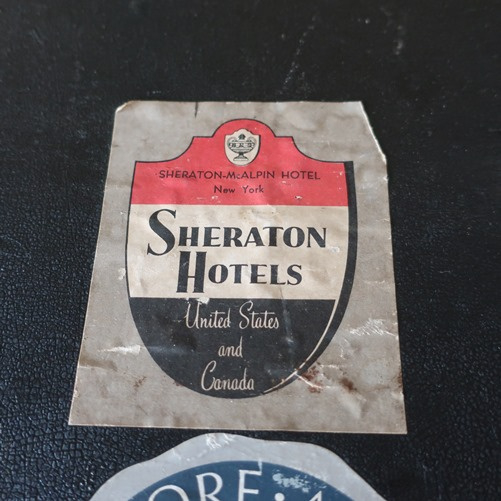 SHERATON-McALPIN HOTEL
New York
SHERATON
HOTELS
United States
and
Canada